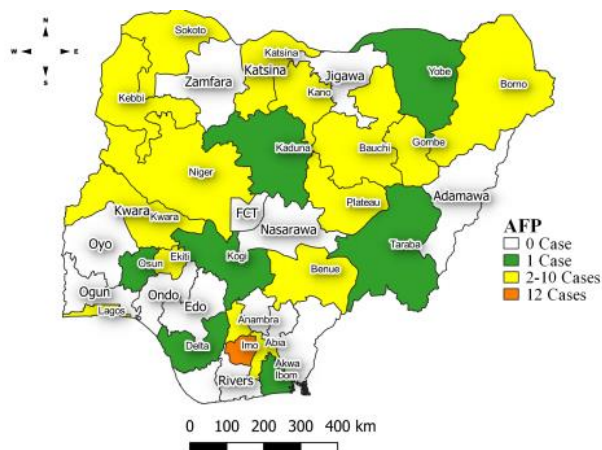 N
W E
S
Sokoto
Katsina
Zamfara
Katsina
Jigawa
Yobe
Kebbi
Kano
Borno
Kaduna
Bauchi
Gombe
Niger
Plateau
Adamawa
Kwara
Kwara
FCT
Nasarawa
Taraba
Oyo
Osun
Ekiti
Kogi
Benue
Ogun
Ondo
Edo
Lagos
Anambra
Delta
Imo
Abia
Akwa
Ibom
Rivers
AFP
0 Case
1 Case
2-10 Cases
12 Cases
0 100 200 300 400 km